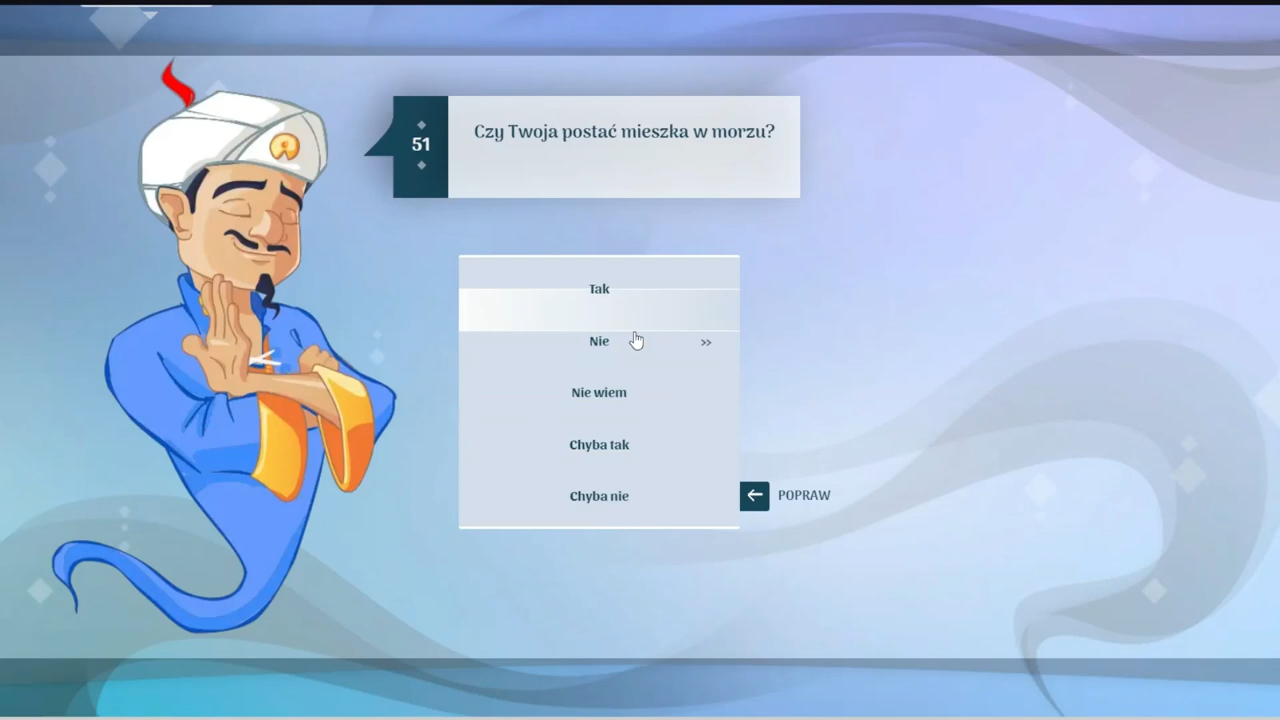 51
Czy Twoja postać mieszka w morzu?
Tak
Nie
Nie wiem
Chyba tak
Chyba nie
POPRAW